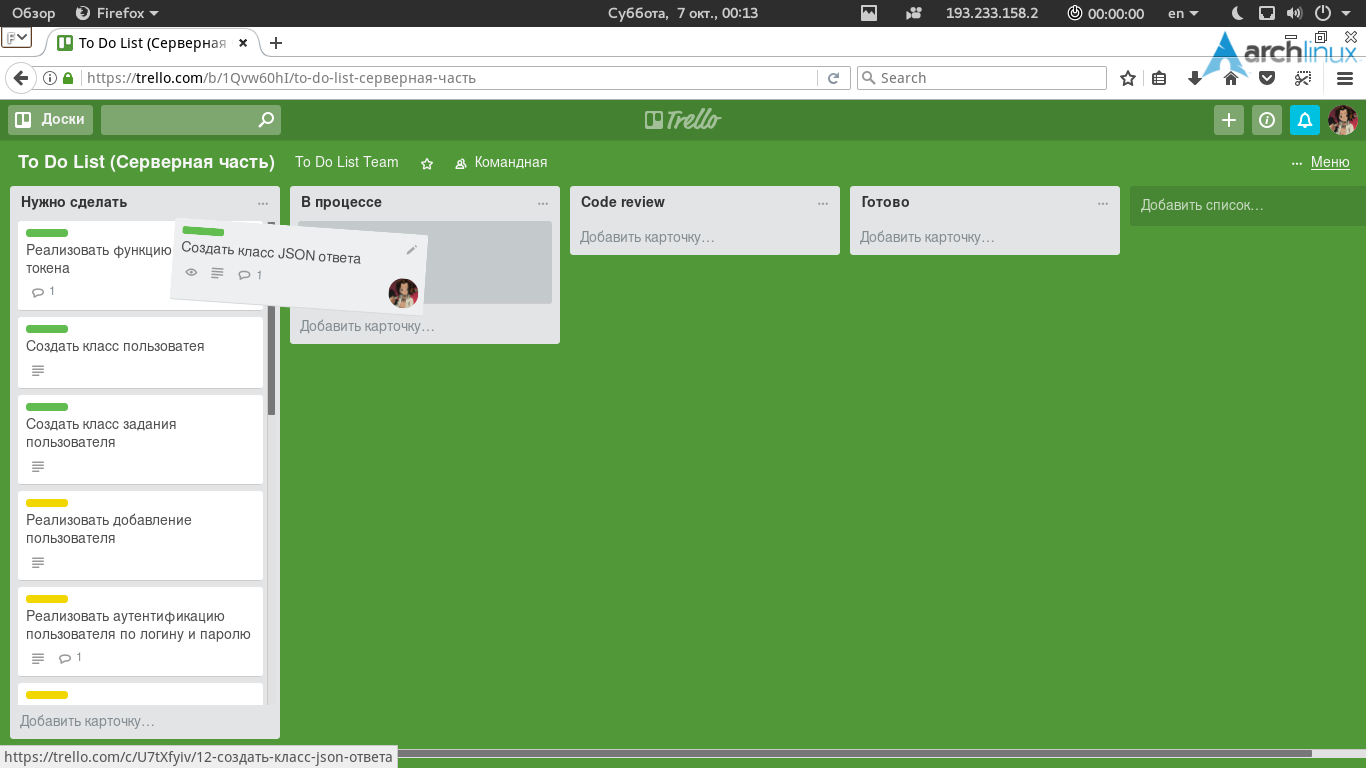 Обзор Firefox Суббота, 7 окт., 00:13 193.233.158.2 00:00:00 en
F To Do List (Серверная
archlinux
https://trello.com/b/1Qvw60hI/to-do-list-серверная-часть Search
Доски Trello
To Do List (Серверная часть) To Do List Team Командная ... Меню
Нужно сделать ...
Реализовать функцию
токена
1
Создать класс пользоватея
Создать класс задания
пользователя
Реализовать добавление
пользователя
Реализовать аутентификацию
пользователя по логину и паролю
1
Добавить карточку…
В процессе ...
Создать класс JSON ответа
1
Добавить карточку…
Code review ...
Добавить карточку…
Готово ...
Добавить карточку…
Добавить список…
https://trello.com/c/U7tXfyiv/12-создать-класс-json-ответа